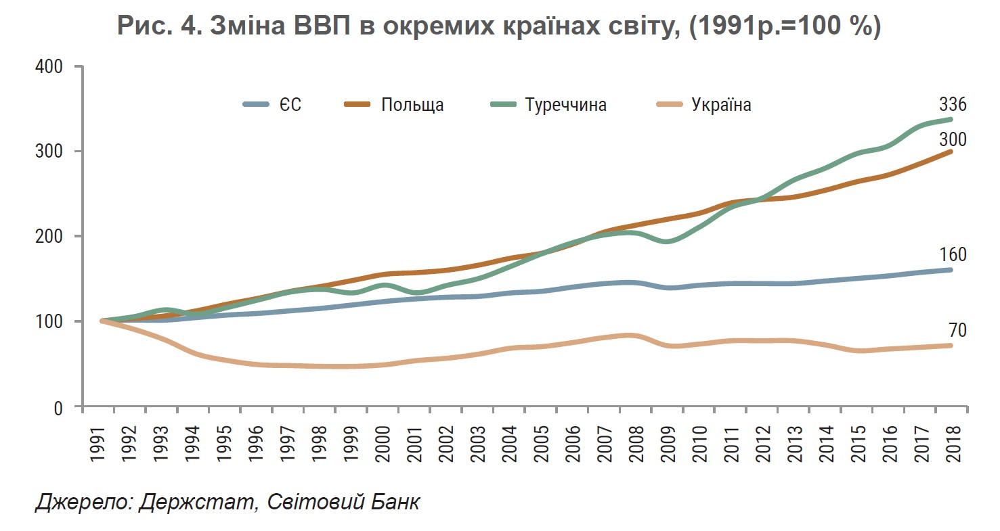 Рис. 4. Зміна ВВП в окремих країнах світу, (1991р.=100 %)
400
300
200
100
0
ЄС Польща Туреччина Україна
336
300
160
70
1991 1992 1993 1994 1995 1996 1997 1998 1999 2000 2001 2002 2003 2004 2005 2006 2007 2008 2009 2010 2011 2012 2013 2014 2015 2016 2017 2018
Джерело: Держстат, Світовий Банк